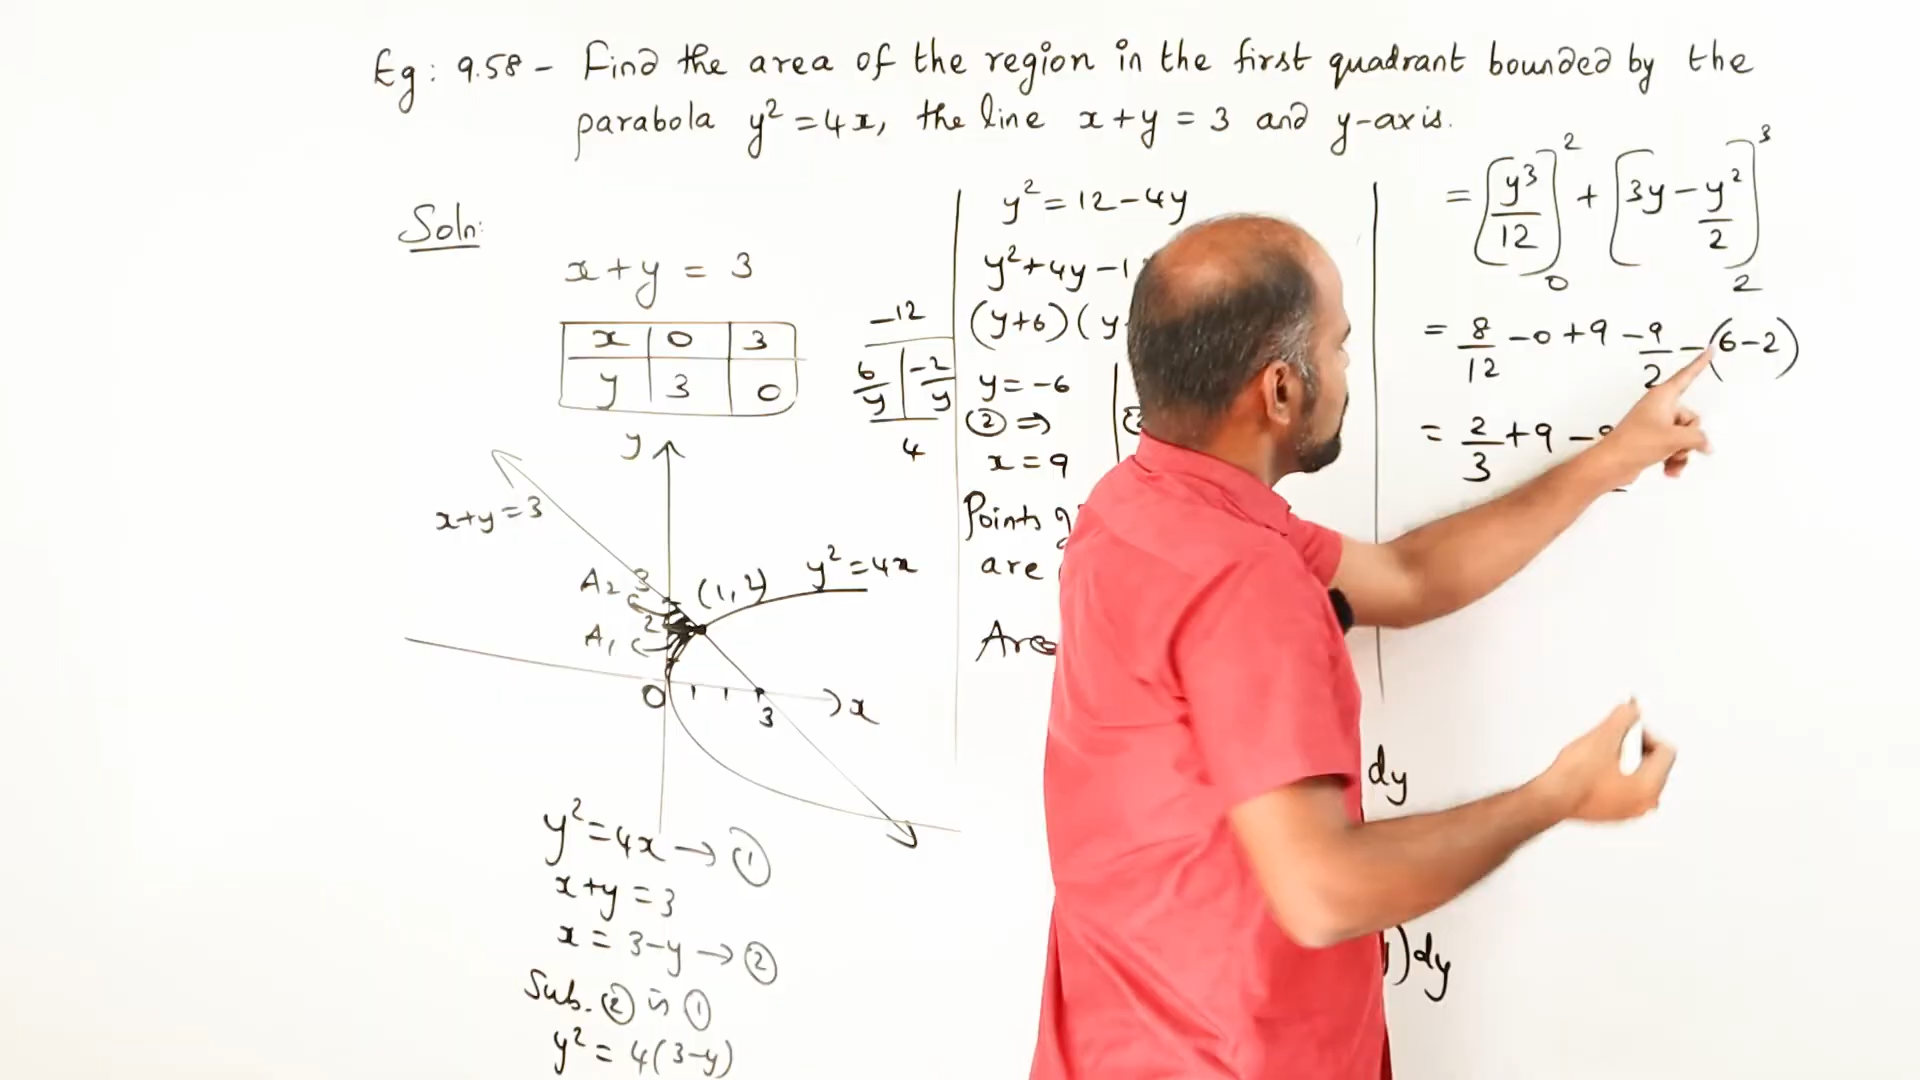 Eg: 9.58 - Find the area of the region in the first quadrant bounded by the
parabola y² = 4x, the line x+y = 3 and y-axis.
Soln:
x+y = 3
x | 0 | 3
y | 3 | 0
y
x+y=3
A₂
3
(1,2)
y²=4x
A₁
2
0
3
x
y²=4x → ①
x+y = 3
x = 3-y → ②
Sub. ② in ①
y² = 4(3-y)
-12
6/y | -2/y
4
y² = 12-4y
y²+4y-1
(y+6)(y
y = -6
② ⇒
x = 9
Points
are
dy
)dy
= [y³/12]₀² + [3y - y²/2]₂³
= 8/12 - 0 + 9 - 9/2 - (6-2)
= 2/3 + 9 -